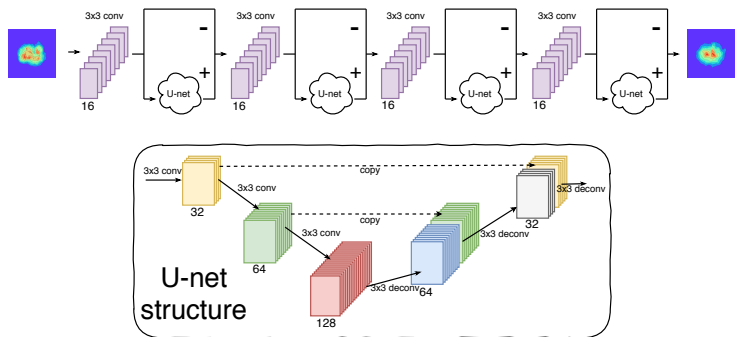 3x3 conv
3x3 conv
3x3 conv
3x3 conv
-
-
-
-
+
+
+
+
U-net
U-net
U-net
U-net
16
16
16
16
3x3 conv
copy
3x3 deconv
32
3x3 conv
32
copy
3x3 conv
3x3 deconv
64
U-net
structure
3x3 deconv
64
128